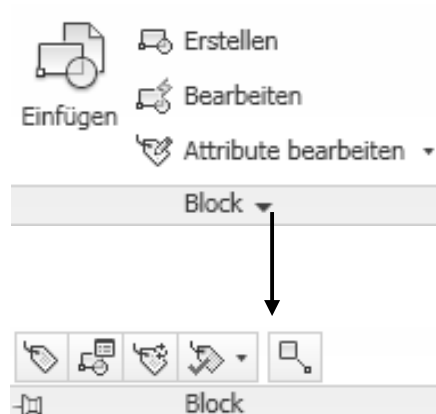 Erstellen
Bearbeiten
Einfügen
Attribute bearbeiten
Block
Block